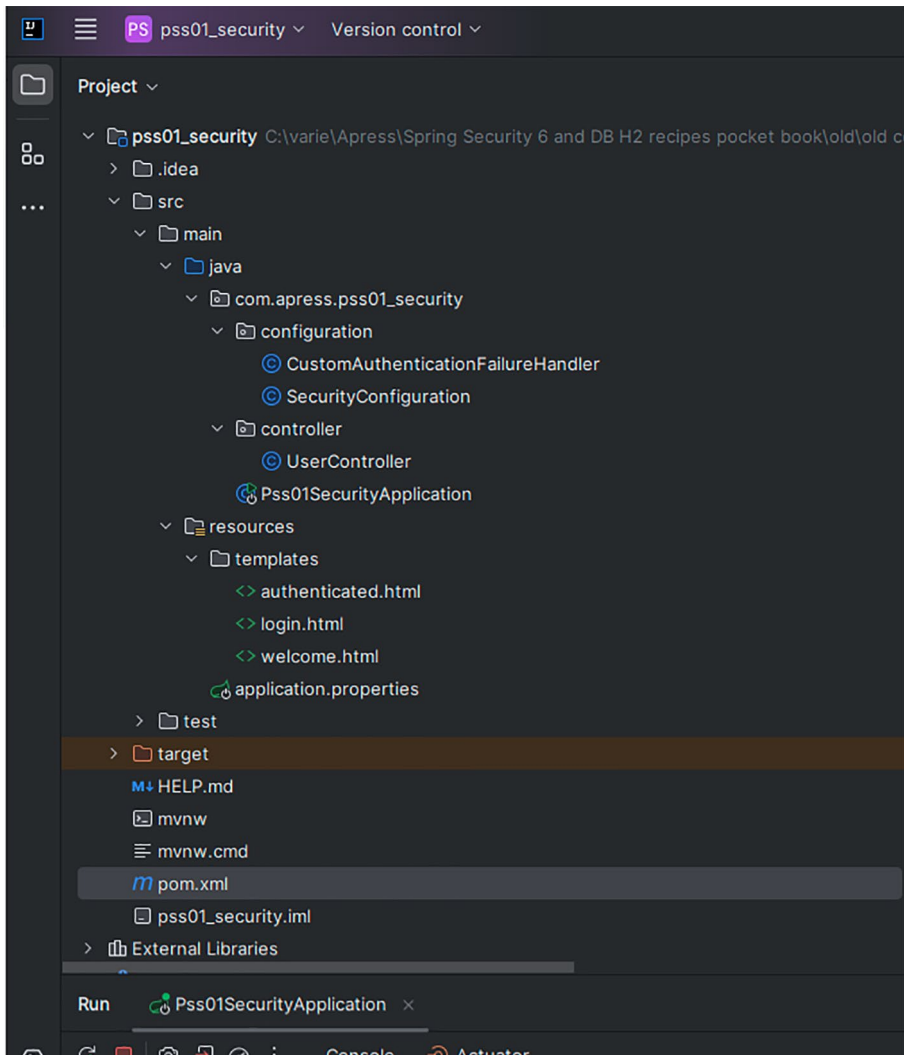 IJ PS pss01_security Version control
Project
pss01_security C:\varie\Apress\Spring Security 6 and DB H2 recipes pocket book\old\old c
.idea
src
main
java
com.apress.pss01_security
configuration
CustomAuthenticationFailureHandler
SecurityConfiguration
controller
UserController
Pss01SecurityApplication
resources
templates
authenticated.html
login.html
welcome.html
application.properties
test
target
M↓ HELP.md
mvnw
mvnw.cmd
m pom.xml
pss01_security.iml
External Libraries
Run Pss01SecurityApplication
Console Actuator